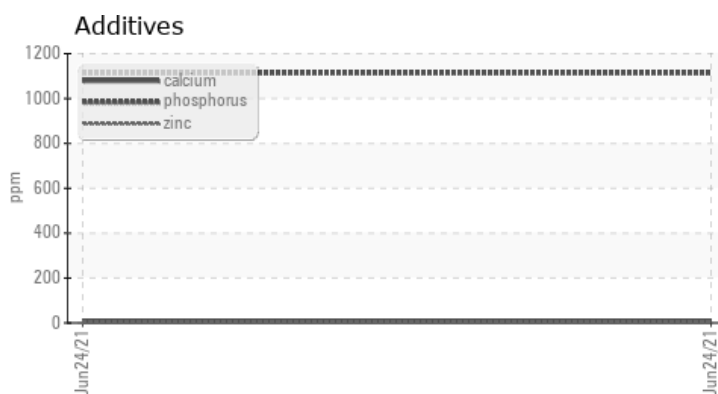 Additives
1200
1000
800
600
400
200
0
ppm
calcium
phosphorus
zinc
Jun24/21
Jun24/21